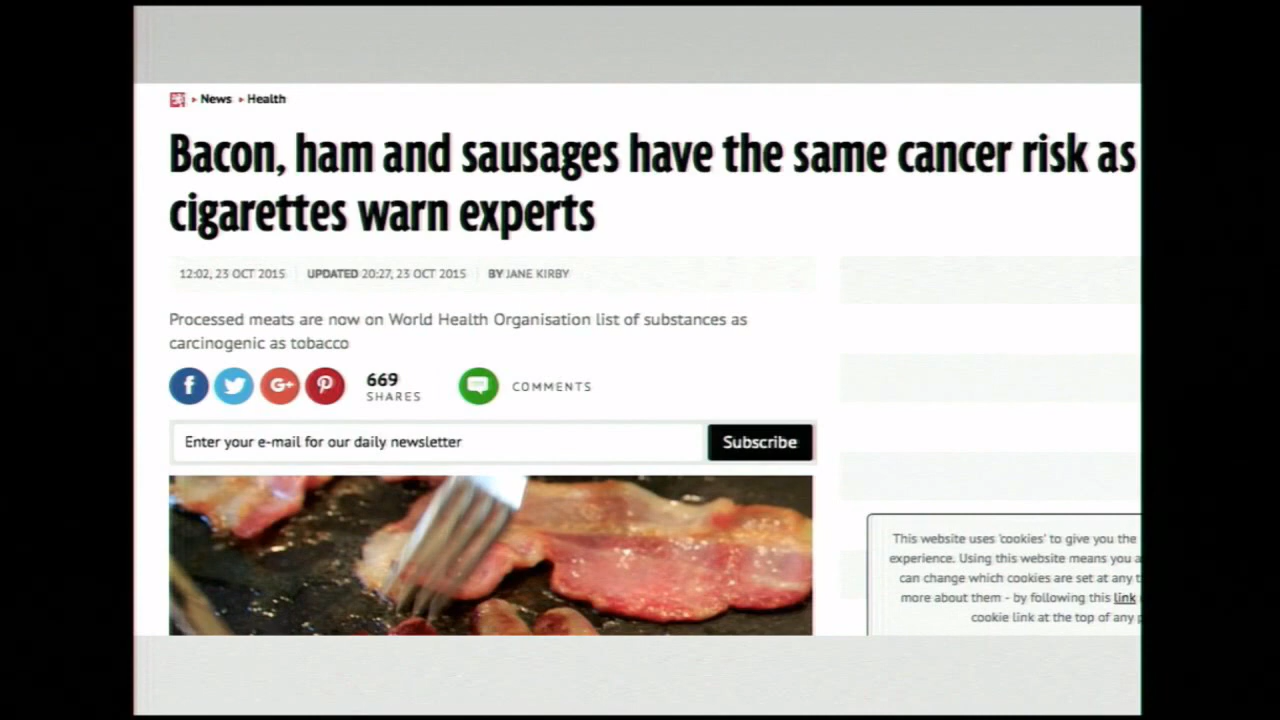 News Health
Bacon, ham and sausages have the same cancer risk as
cigarettes warn experts
12:02, 23 OCT 2015 UPDATED 20:27, 23 OCT 2015 BY JANE KIRBY
Processed meats are now on World Health Organisation list of substances as
carcinogenic as tobacco
669
SHARES
COMMENTS
Enter your e-mail for our daily newsletter Subscribe
This website uses 'cookies' to give you the
experience. Using this website means you a
can change which cookies are set at any t
more about them - by following this link
cookie link at the top of any p